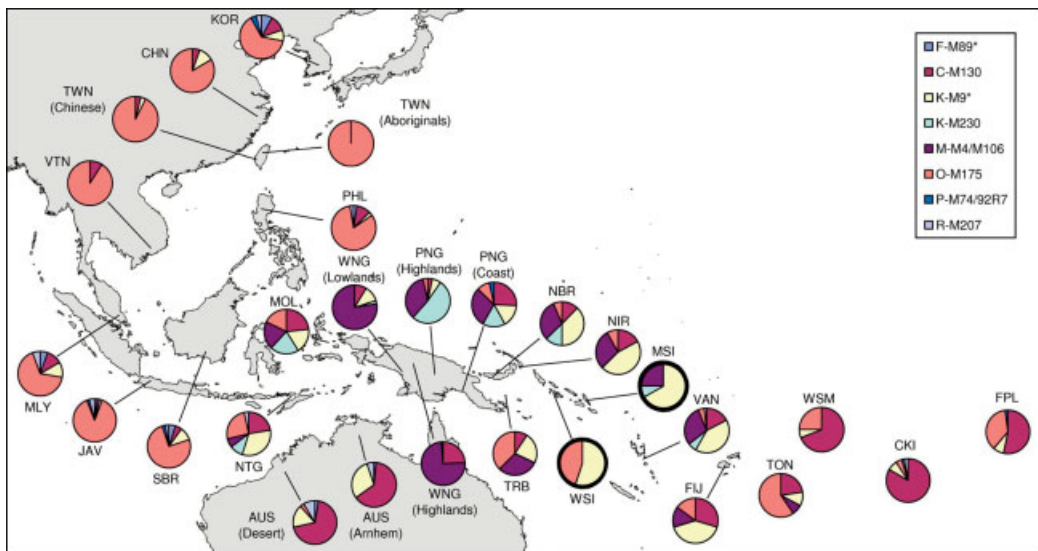 KOR
CHN
TWN
(Chinese)
TWN
(Aboriginals)
VTN
PHL
WNG
(Lowlands)
PNG
(Highlands)
PNG
(Coast)
MOL
NBR
NIR
MSI
VAN
WSM
FPL
CKI
MLY
JAV
SBR
NTG
AUS
(Desert)
AUS
(Arnhem)
WNG
(Highlands)
TRB
WSI
FIJ
TON
F-M89*
C-M130
K-M9*
K-M230
M-M4/M106
O-M175
P-M74/92R7
R-M207